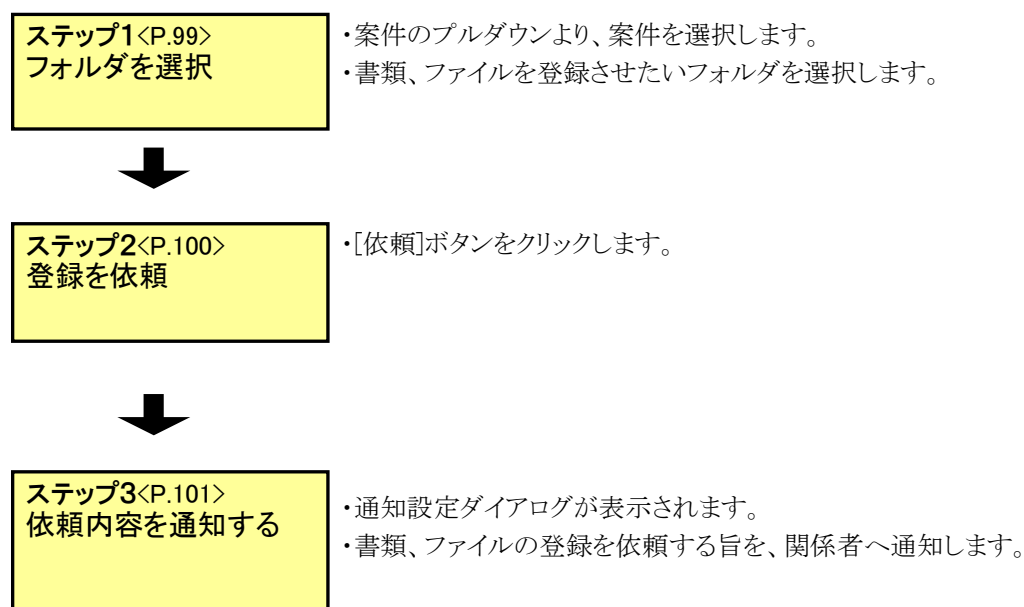 ステップ1<P.99>
フォルダを選択
・案件のプルダウンより、案件を選択します。
・書類、ファイルを登録させたいフォルダを選択します。
ステップ2<P.100>
登録を依頼
・[依頼]ボタンをクリックします。
ステップ3<P.101>
依頼内容を通知する
・通知設定ダイアログが表示されます。
・書類、ファイルの登録を依頼する旨を、関係者へ通知します。